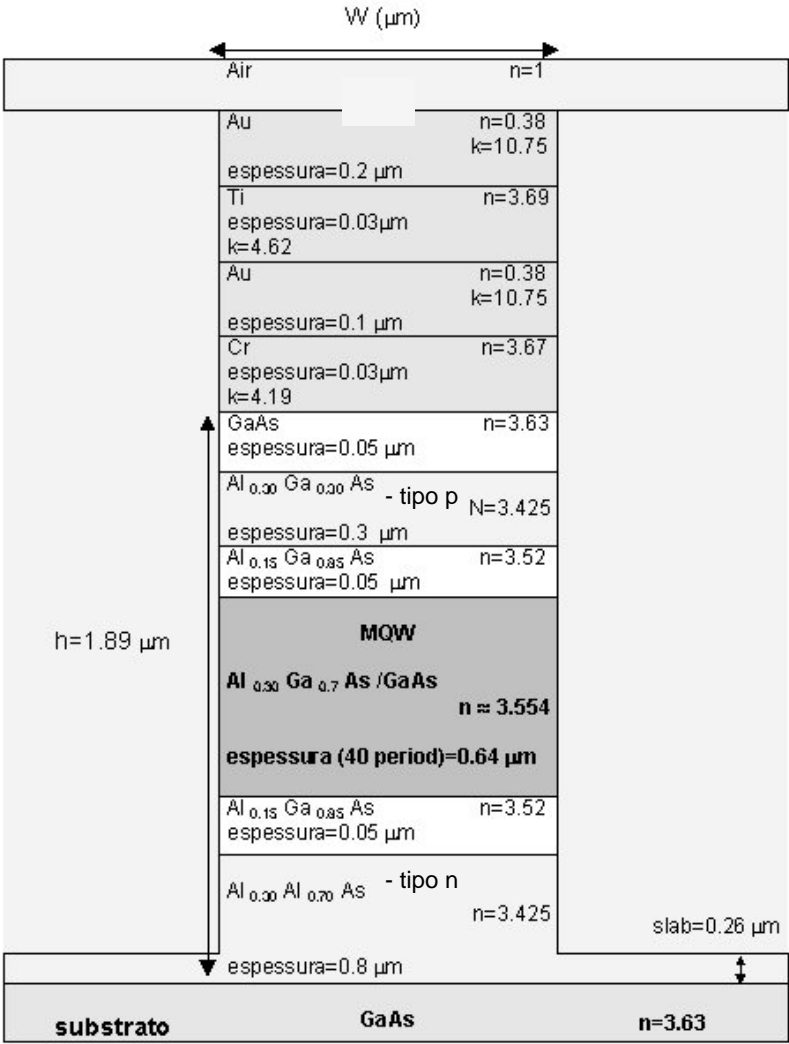 W (μm)
Air n=1
Au n=0.38
k=10.75
espessura=0.2 μm
Ti n=3.69
espessura=0.03μm
k=4.62
Au n=0.38
k=10.75
espessura=0.1 μm
Cr n=3.67
espessura=0.03μm
k=4.19
GaAs n=3.63
espessura=0.05 μm
Al 0.30 Ga 0.30 As - tipo p N=3.425
espessura=0.3 μm
Al 0.15 Ga 0.85 As n=3.52
espessura=0.05 μm
h=1.89 μm
MQW
Al 0.30 Ga 0.7 As /GaAs
n ≈ 3.554
espessura (40 period)=0.64 μm
Al 0.15 Ga 0.85 As n=3.52
espessura=0.05 μm
Al 0.30 Al 0.70 As - tipo n
n=3.425
slab=0.26 μm
espessura=0.8 μm
substrato GaAs n=3.63